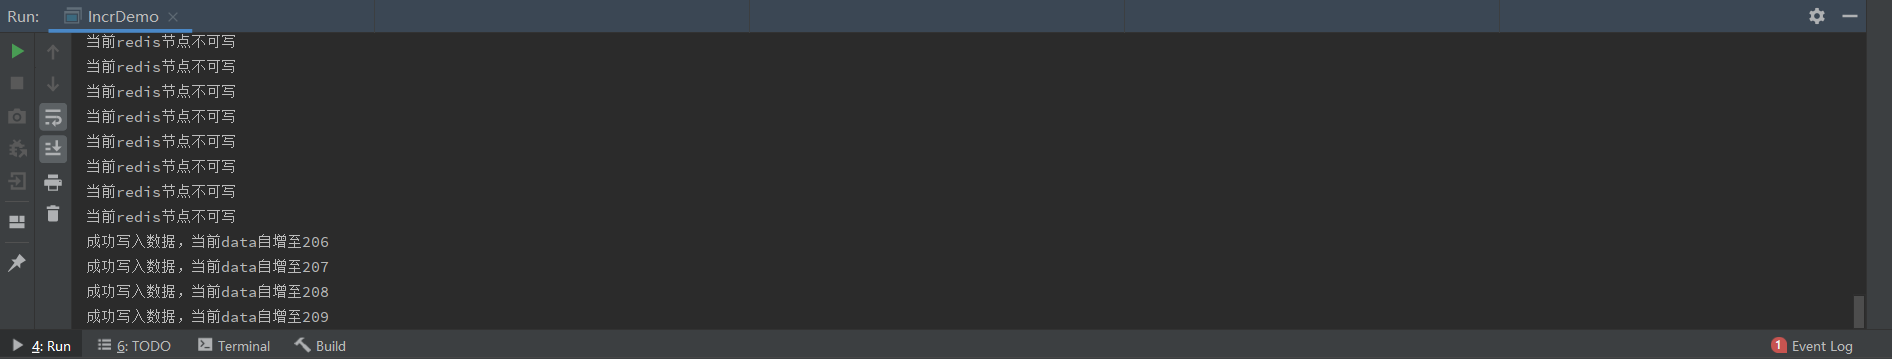 Run: IncrDemo
当前redis节点不可写
当前redis节点不可写
当前redis节点不可写
当前redis节点不可写
当前redis节点不可写
当前redis节点不可写
当前redis节点不可写
当前redis节点不可写
成功写入数据，当前data自增至206
成功写入数据，当前data自增至207
成功写入数据，当前data自增至208
成功写入数据，当前data自增至209
4: Run 6: TODO Terminal Build 1 Event Log